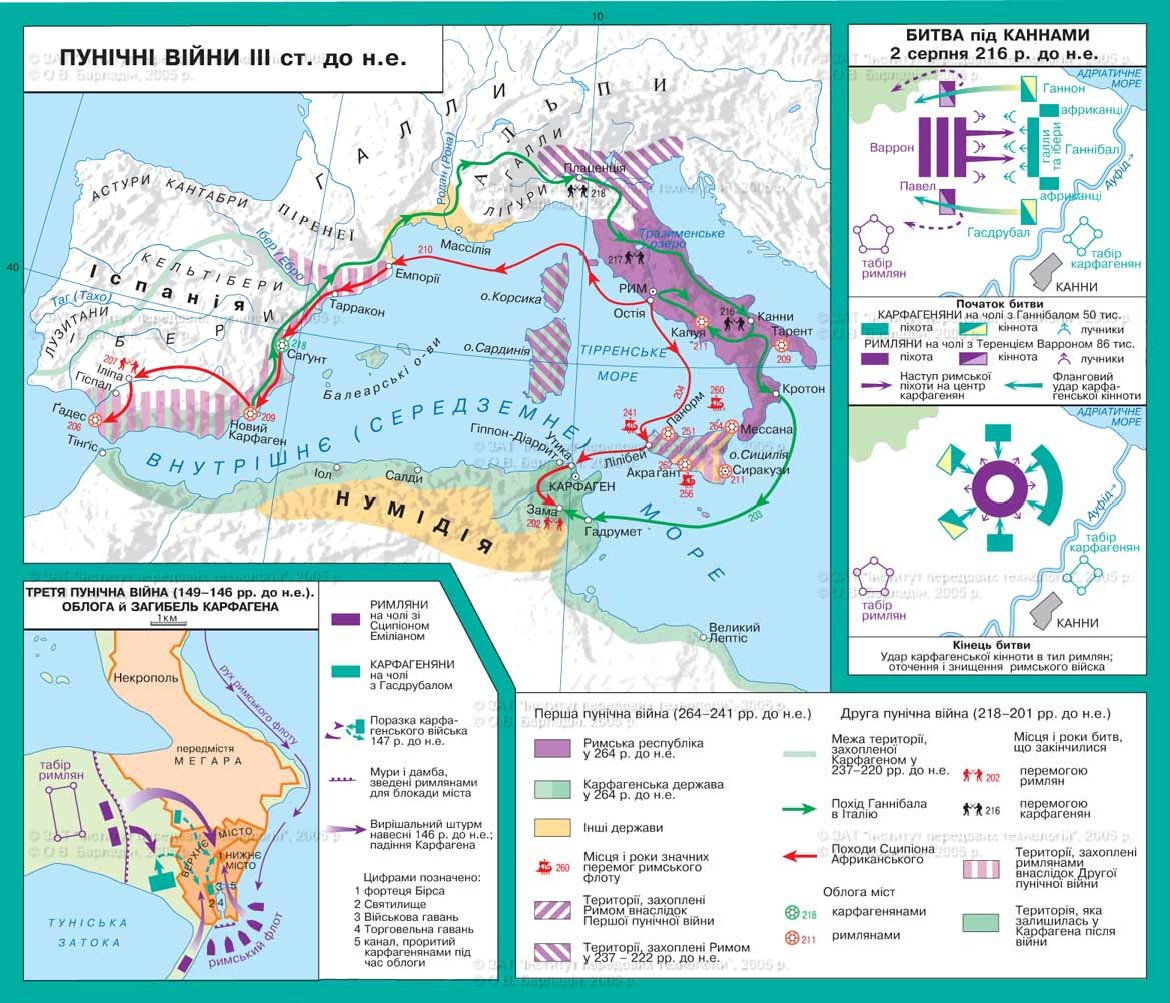 10
ПУНІЧНІ ВІЙНИ III ст. до н.е.
© ЗАТ "Інститут передових технологій", 2005 р.
© О.В. Барладін, 2005 р.
ГАЛЛИ
АЛЬПИ
ГАЛЛИ
ЛІГУРИ
Родан (Рона)
Плаценція
218
АСТУРИ
КАНТАБРИ
ПІРЕНЕЇ
Ібер (Ебро)
КЕЛЬТІБЕРИ
Іспанія
Таг (Тахо)
ЛУЗИТАНИ
ІБЕРИ
40
Массілія
210
Емпорії
Тарракон
218
Сагунт
207
Іліпа
Гіспал
Ґадес
206
Тінґіс
209
Новий
Карфаген
Балеарські о-ви
о.Корсика
о.Сардинія
Тразименське
озеро
217
РИМ
Остія
216
Канни
Капуя
211
Тарент
209
ТІРРЕНСЬКЕ
МОРЕ
204
Кротон
260
Панорм
241
251
264
Мессана
о.Сицилія
Лілібей
262
Акрагант
256
Сиракузи
211
ВНУТРІШНЄ (СЕРЕДЗЕМНЕ
МОРЕ
Гіппон-Діаррит
Утика
КАРФАГЕН
Іол
Салди
НУМІДІЯ
Зама
202
Гадрумет
203
Великий
Лептіс
БИТВА під КАННАМИ
2 серпня 216 р. до н.е.
АДРІАТИЧНЕ
МОРЕ
Ганнон
африканці
Варрон
галли
та ібери
Ганнібал
Павел
африканці
Гасдрубал
Ауфід
табір
римлян
табір
карфагенян
КАННИ
Початок битви
КАРФАГЕНЯНИ на чолі з Ганнібалом 50 тис.
піхота
кіннота
лучники
РИМЛЯНИ на чолі з Теренцієм Варроном 86 тис.
піхота
кіннота
лучники
Наступ римської
піхоти на центр
карфагенян
Фланговий
удар карфа-
генської кінноти
АДРІАТИЧНЕ
МОРЕ
Ауфід
табір
карфагенян
табір
римлян
КАННИ
Кінець битви
Удар карфагенської кінноти в тил римлян;
оточення і знищення римського війска
ТРЕТЯ ПУНІЧНА ВІЙНА (149–146 рр. до н.е.).
ОБЛОГА й ЗАГИБЕЛЬ КАРФАГЕНА
1км
Некрополь
рух римського флоту
передмістя
МЕГАРА
табір
римлян
ВЕРХНЄ МІСТО
1
НИЖНЄ
МІСТО
3
5
2
4
ТУНІСЬКА
ЗАТОКА
римський флот
РИМЛЯНИ
на чолі зі
Сципіоном
Еміліаном
КАРФАГЕНЯНИ
на чолі
з Гасдрубалом
Поразка карфа-
генського війська
147 р. до н.е.
Мури і дамба,
зведені римлянами
для блокади міста
Вирішальний штурм
навесні 146 р. до н.е.;
падіння Карфагена
Цифрами позначено:
1 фортеця Бірса
2 Святилище
3 Військова гавань
4 Торговельна гавань
5 канал, проритий
карфагенянами під
час облоги
Перша пунічна війна (264–241 рр. до н.е.)
Римська республіка
у 264 р. до н.е.
Карфагенська держава
у 264 р. до н.е.
Інші держави
260
Місця і роки значних
перемог римського
флоту
Території, захоплені
Римом внаслідок
Першої пунічної війни
Території, захоплені Римом
у 237 – 222 рр. до н.е.
Друга пунічна війна (218–201 рр. до н.е.)
Межа території,
захопленої
Карфагеном у
237–220 рр. до н.е.
Похід Ганнібала
в Італію
Походи Сципіона
Африканського
Облога міст
218
карфагенянами
211
римлянами
Місця і роки битв,
що закінчилися
202
перемогою
римлян
216
перемогою
карфагенян
Території, захоплені
римлянами
внаслідок Другої
пунічної війни
Територія, яка
залишилась у
Карфагена після
війни